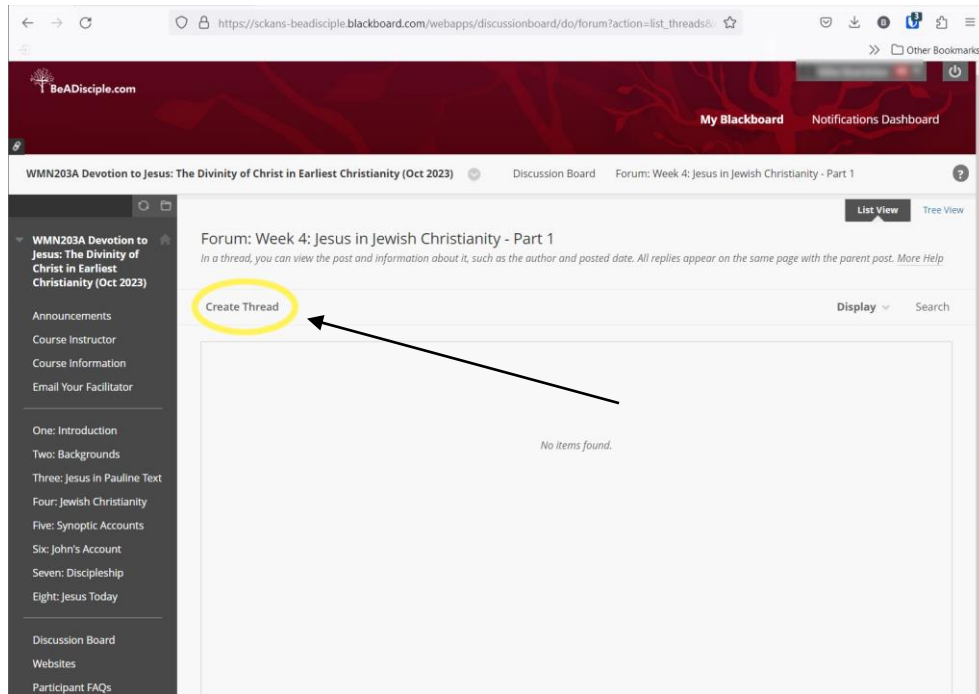 https://sckans-beadisciple.blackboard.com/webapps/discussionboard/do/forum?action=list_threads&
3
Other Bookmarks
BeADisciple.com
My Blackboard
Notifications Dashboard
WMN203A Devotion to Jesus: The Divinity of Christ in Earliest Christianity (Oct 2023)
Discussion Board
Forum: Week 4: Jesus in Jewish Christianity - Part 1
?
List View
Tree View
WMN203A Devotion to
Jesus: The Divinity of
Christ in Earliest
Christianity (Oct 2023)
Announcements
Course Instructor
Course Information
Email Your Facilitator
One: Introduction
Two: Backgrounds
Three: Jesus in Pauline Text
Four: Jewish Christianity
Five: Synoptic Accounts
Six: John's Account
Seven: Discipleship
Eight: Jesus Today
Discussion Board
Websites
Participant FAQs
Forum: Week 4: Jesus in Jewish Christianity - Part 1
In a thread, you can view the post and information about it, such as the author and posted date. All replies appear on the same page with the parent post. More Help
Create Thread
Display
Search
No items found.